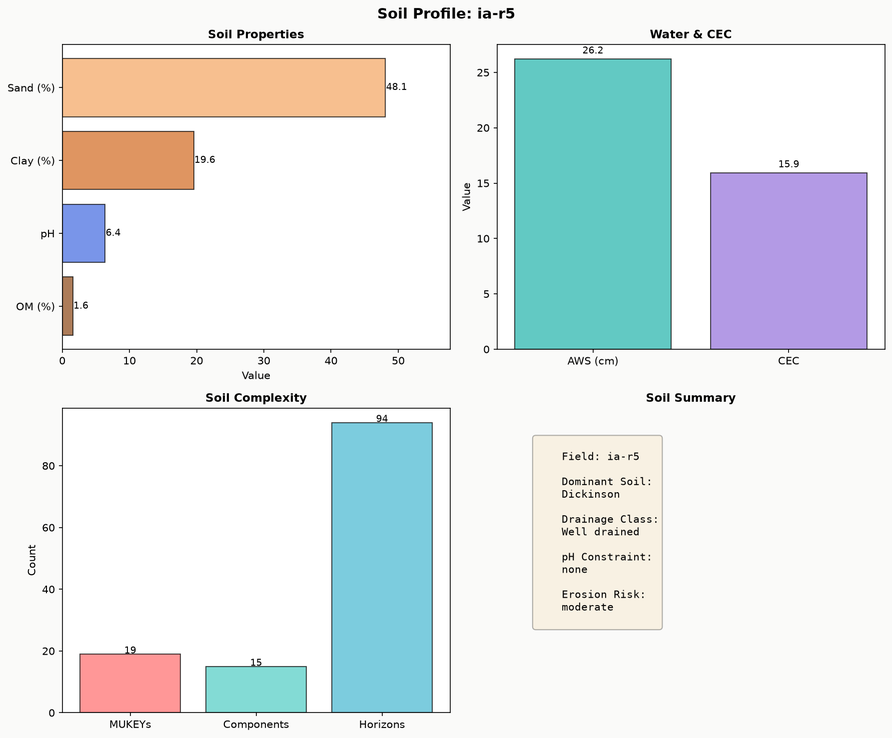 Soil Profile: ia-r5
Soil Properties
Sand (%)
48.1
Clay (%)
19.6
pH
6.4
OM (%)
1.6
0 10 20 30 40 50
Value
Water & CEC
Value
25
20
15
10
5
0
26.2
15.9
AWS (cm) CEC
Soil Complexity
Count
80
60
40
20
0
19
15
94
MUKEYs Components Horizons
Soil Summary
Field: ia-r5
Dominant Soil:
Dickinson
Drainage Class:
Well drained
pH Constraint:
none
Erosion Risk:
moderate